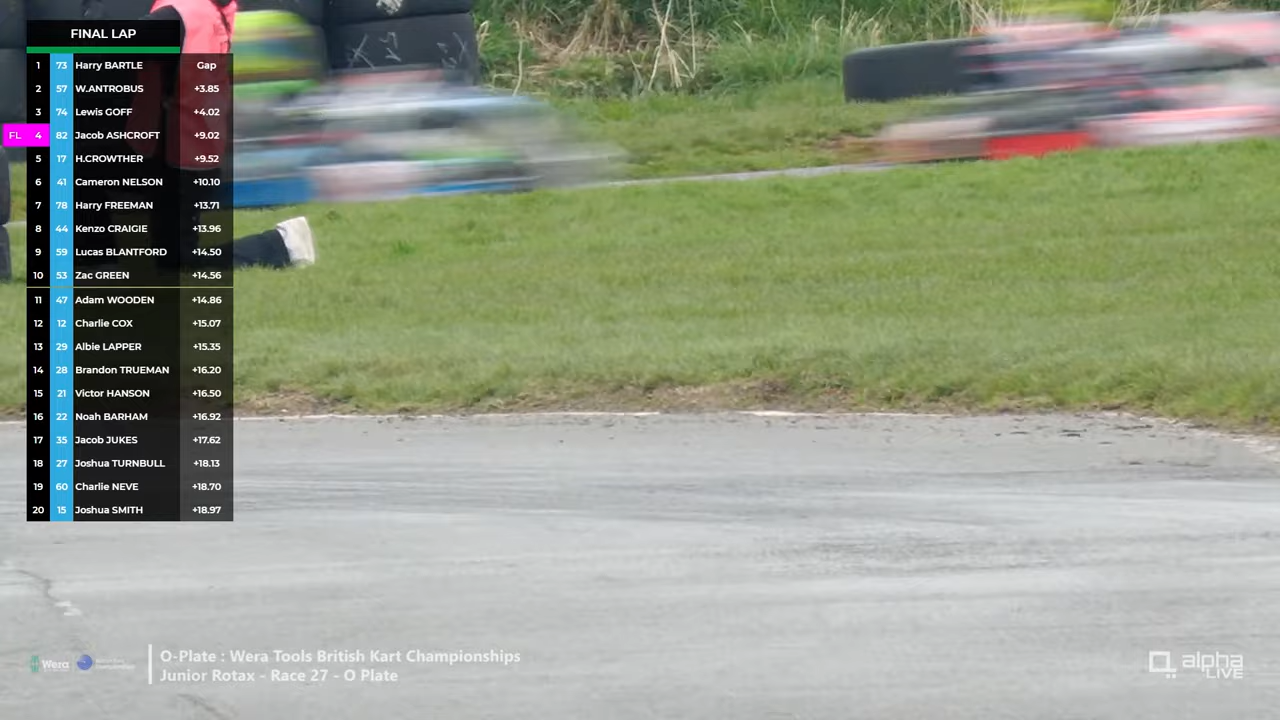 FINAL LAP
1 73 Harry BARTLE Gap
2 57 W.ANTROBUS +3.85
3 74 Lewis GOFF +4.02
FL 4 82 Jacob ASHCROFT +9.02
5 17 H.CROWTHER +9.52
6 41 Cameron NELSON +10.10
7 78 Harry FREEMAN +13.71
8 44 Kenzo CRAIGIE +13.96
9 59 Lucas BLANTFORD +14.50
10 53 Zac GREEN +14.56
11 47 Adam WOODEN +14.86
12 12 Charlie COX +15.07
13 29 Albie LAPPER +15.35
14 28 Brandon TRUEMAN +16.20
15 21 Victor HANSON +16.50
16 22 Noah BARHAM +16.92
17 35 Jacob JUKES +17.62
18 27 Joshua TURNBULL +18.13
19 60 Charlie NEVE +18.70
20 15 Joshua SMITH +18.97
Wera
O-Plate : Wera Tools British Kart Championships
Junior Rotax - Race 27 - O Plate
alpha
LIVE